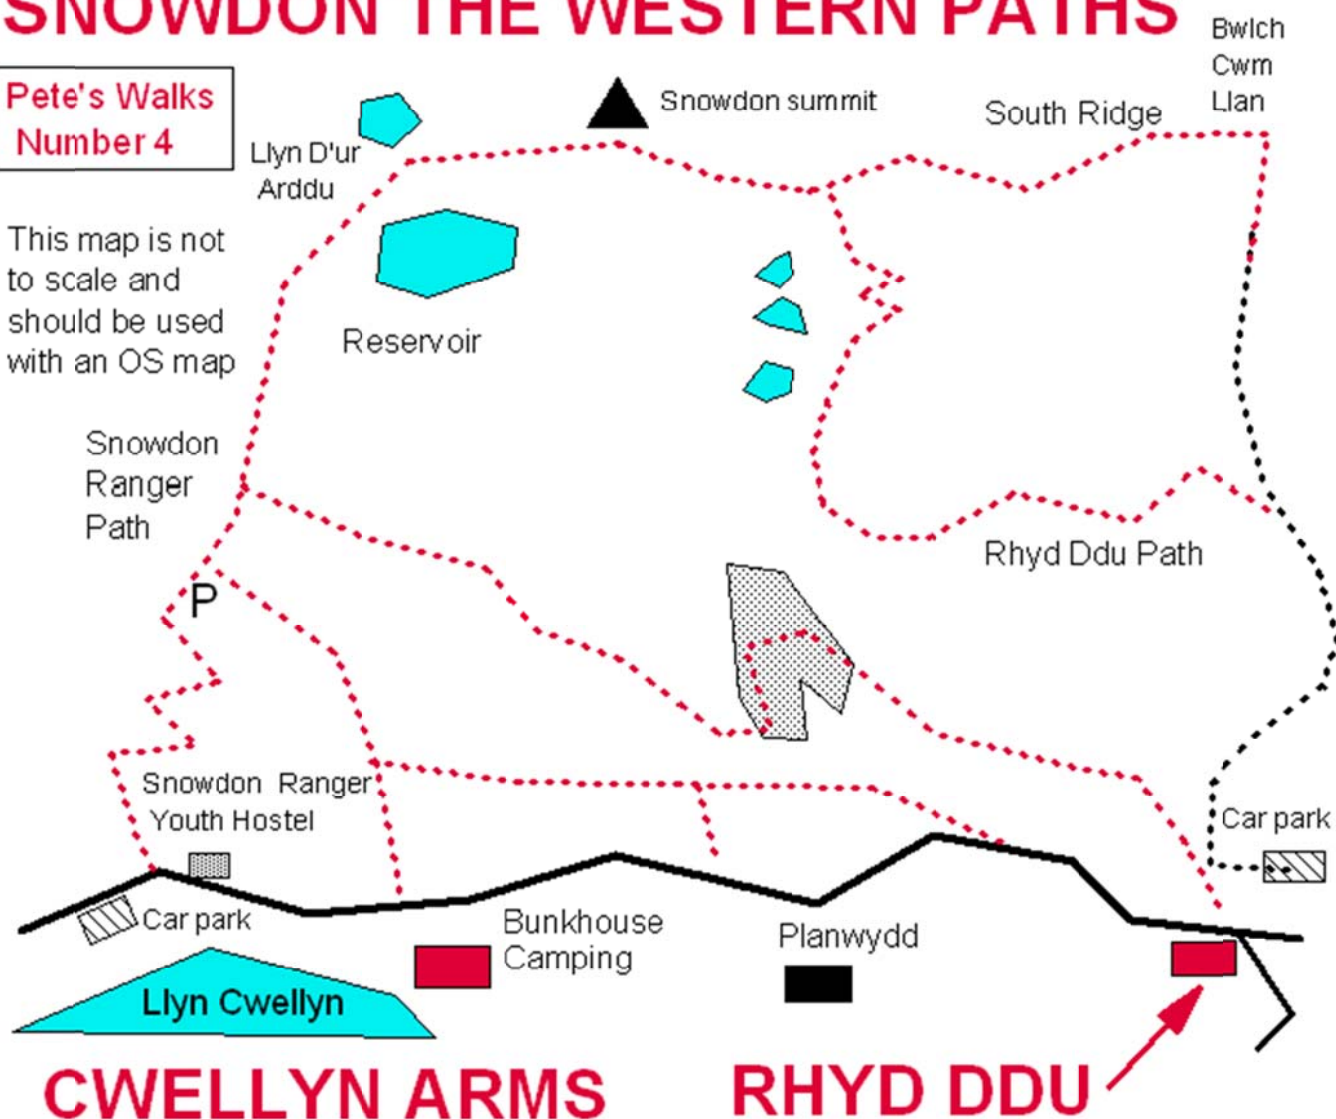 SNOWDON THE WESTERN PATHS
Bwlch
Cwm
Llan
Pete's Walks
Number 4
Snowdon summit
South Ridge
Llyn D'ur
Arddu
This map is not
to scale and
should be used
with an OS map
Reservoir
Snowdon
Ranger
Path
Rhyd Ddu Path
P
Snowdon Ranger
Youth Hostel
Car park
Car park
Bunkhouse
Camping
Planwydd
Llyn Cwellyn
CWELLYN ARMS
RHYD DDU